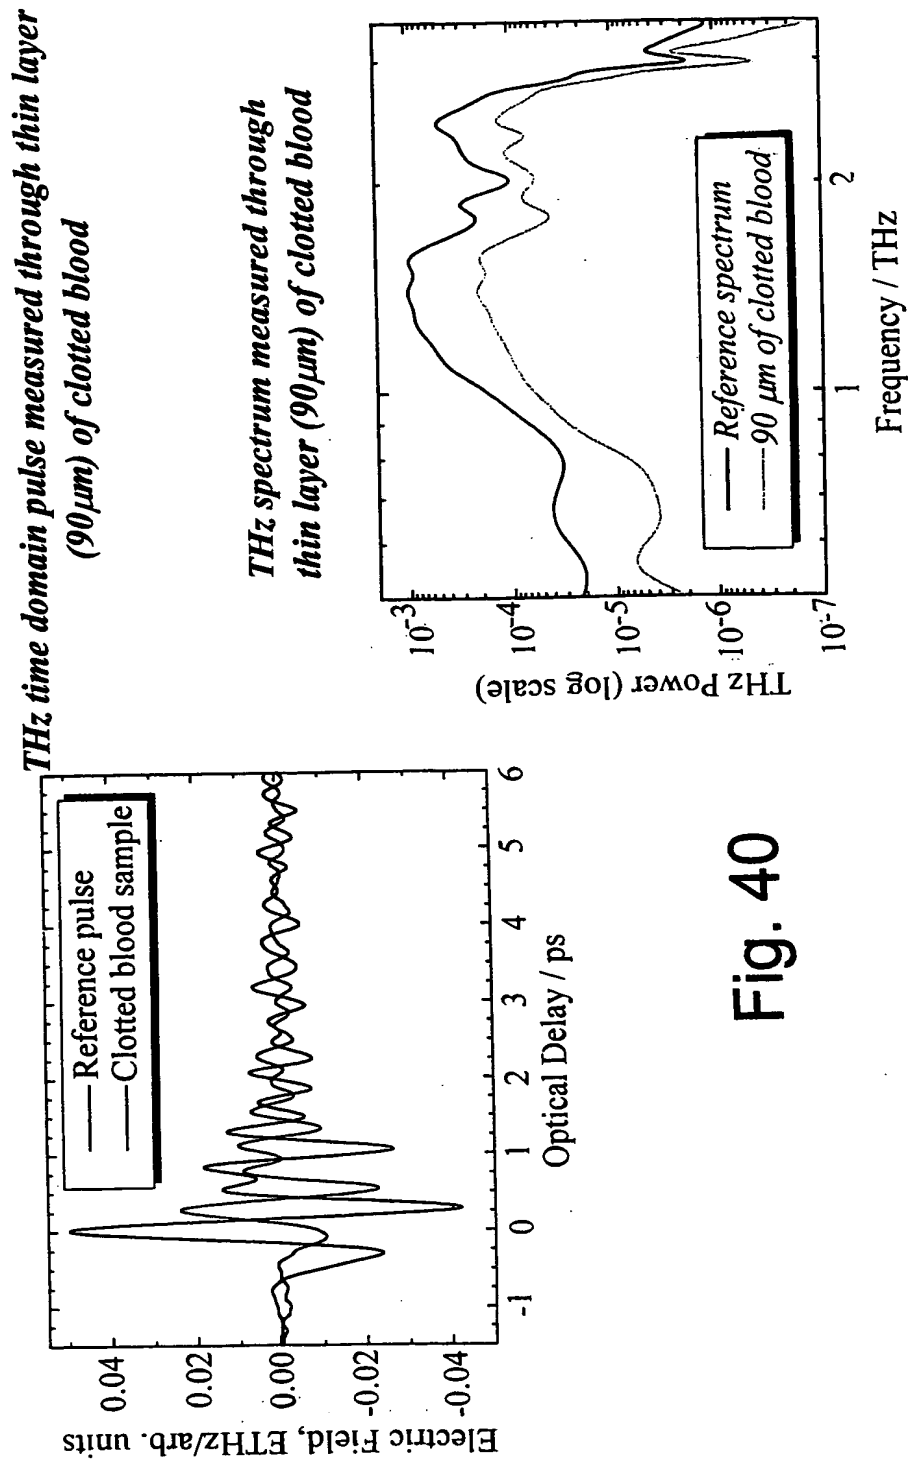 THz time domain pulse measured through thin layer
(90μm) of clotted blood
Reference pulse
Clotted blood sample
0.04
0.02
0.00
-0.02
-0.04
Electric Field, ETHz/arb. units
-1
0
1
2
3
4
5
6
Optical Delay / ps
THz spectrum measured through
thin layer (90μm) of clotted blood
10-3
10-4
10-5
10-6
10-7
THz Power (log scale)
Reference spectrum
90 μm of clotted blood
1
2
Frequency / THz
Fig. 40